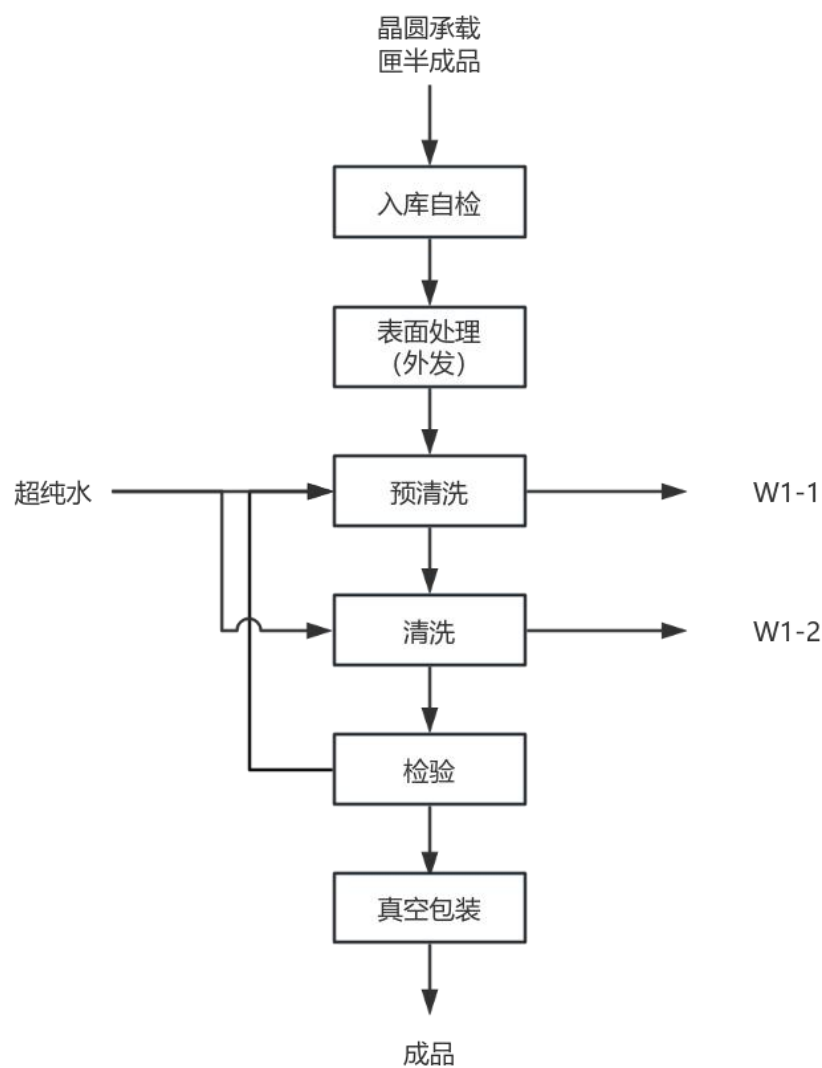 晶圆承载
匣半成品
入库自检
表面处理
（外发）
超纯水
预清洗
W1-1
清洗
W1-2
检验
真空包装
成品